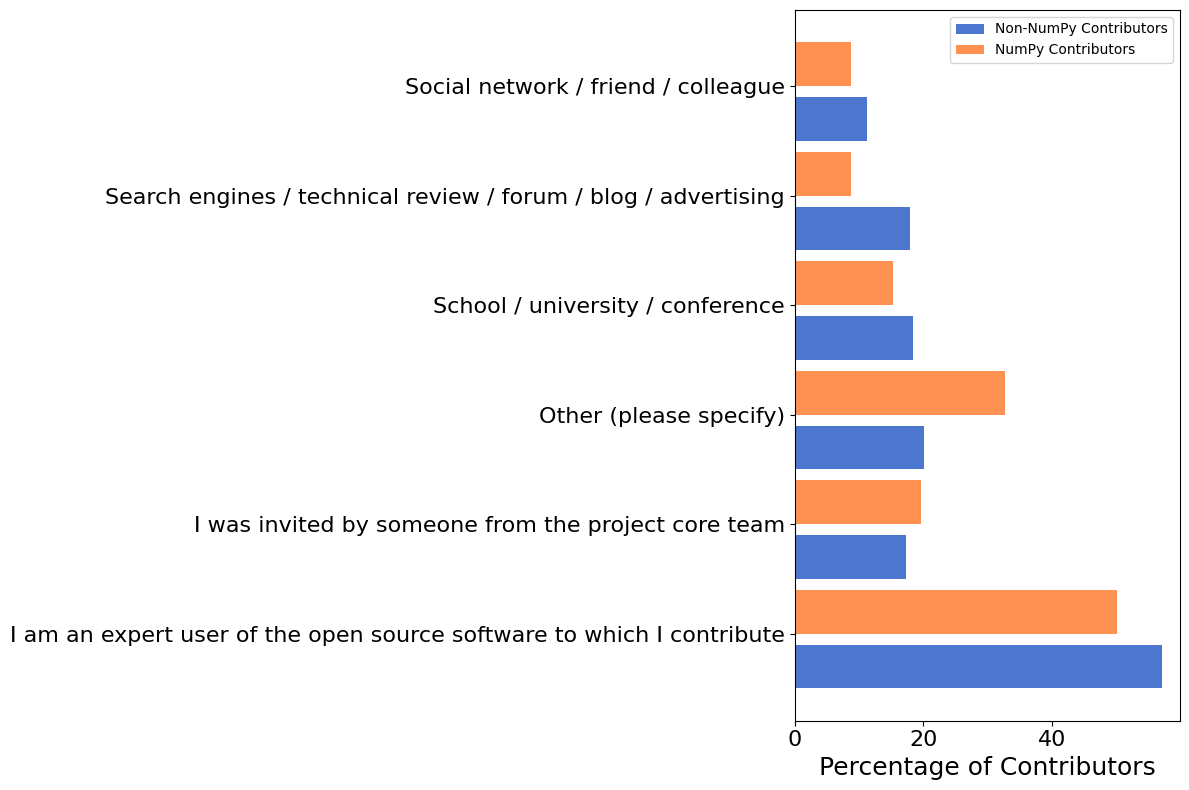 Non-NumPy Contributors
NumPy Contributors
Social network / friend / colleague
Search engines / technical review / forum / blog / advertising
School / university / conference
Other (please specify)
I was invited by someone from the project core team
I am an expert user of the open source software to which I contribute
0 20 40
Percentage of Contributors